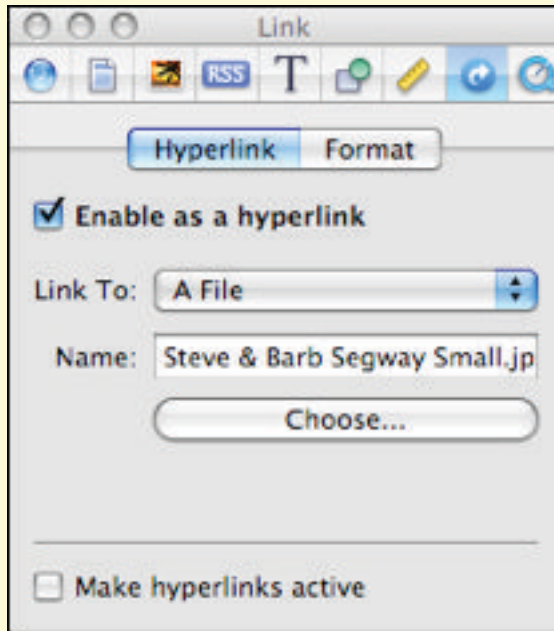 Link
RSS T
Hyperlink Format
Enable as a hyperlink
Link To: A File
Name: Steve & Barb Segway Small.jp
Choose...
Make hyperlinks active